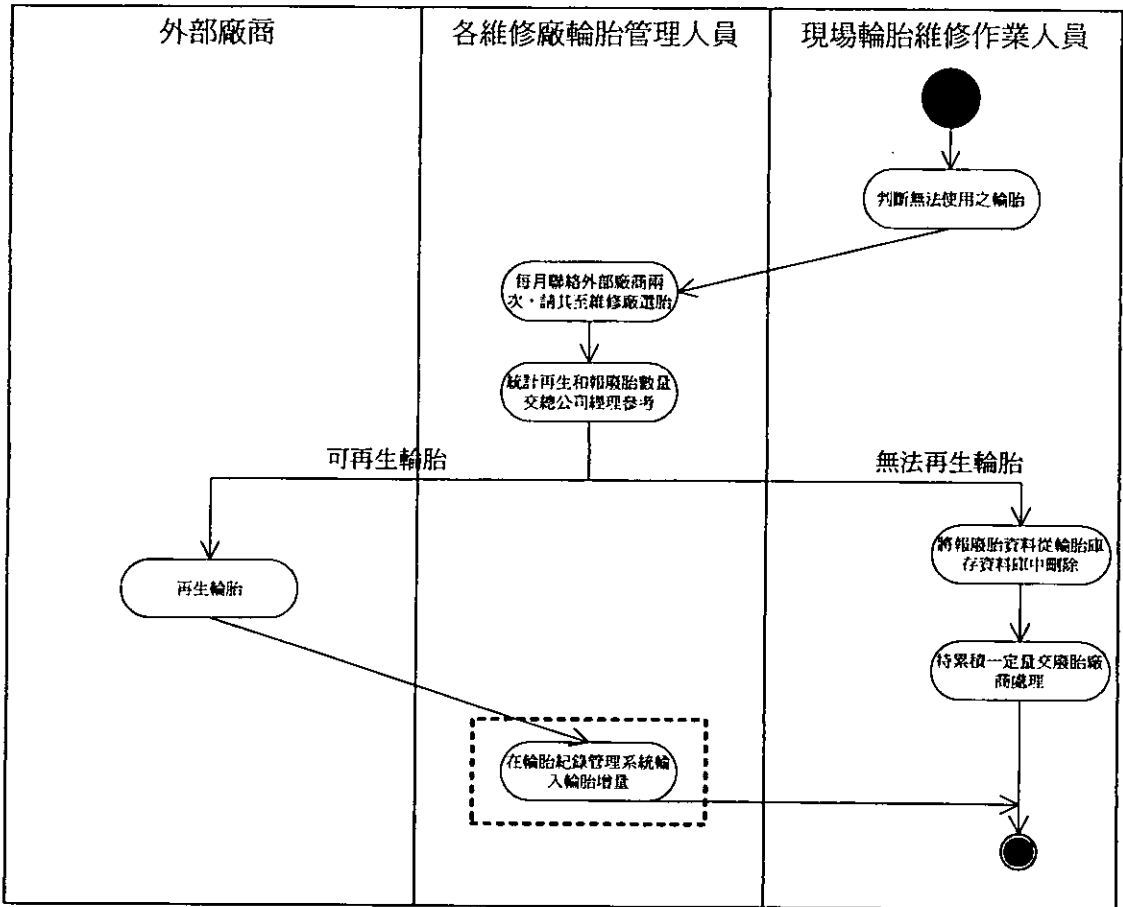 外部廠商
各維修廠輪胎管理人員
現場輪胎維修作業人員
判斷無法使用之輪胎
每月聯絡外部廠商兩
次，請其至維修廠選胎
統計再生和報廢胎數量
交總公司經理參考
可再生輪胎
無法再生輪胎
將報廢胎資料從輪胎庫
存資料庫中刪除
再生輪胎
待累積一定量交廢胎廠
商處理
在輪胎紀錄管理系統輸
入輪胎增量